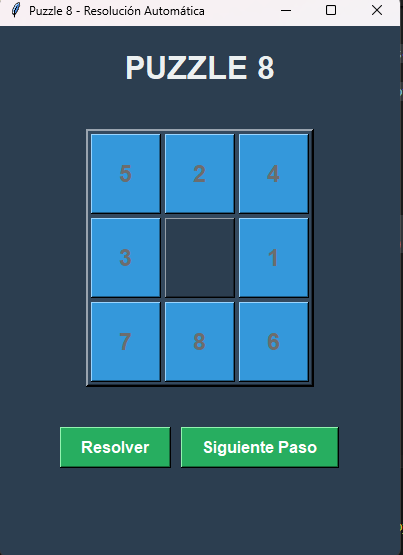 Puzzle 8 - Resolución Automática
PUZZLE 8
5 2 4
3 1
7 8 6
Resolver Siguiente Paso